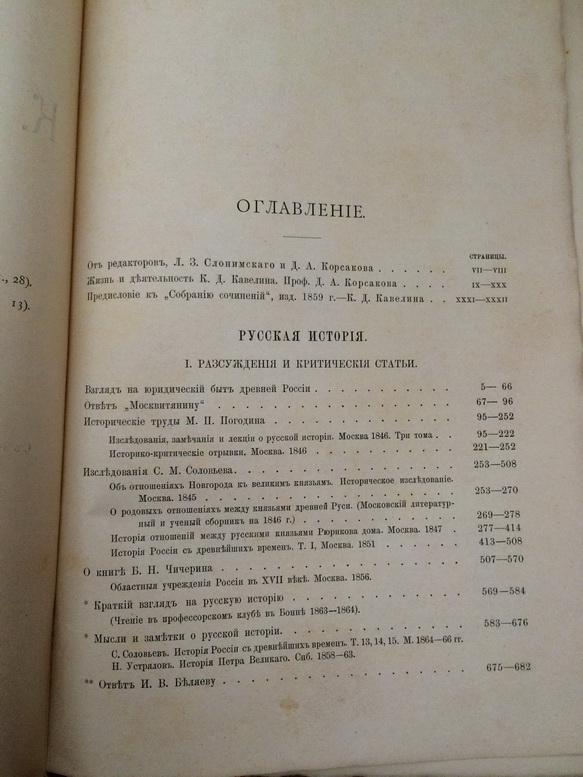 ., 28).
13).
ОГЛАВЛЕНІЕ.
СТРАНИЦЫ.
Отъ редакторовъ, Л. З. Слонимскаго и Д. А. Корсакова . . . . . . VII—VIII
Жизнь и дѣятельность К. Д. Кавелина. Проф. Д. А. Корсакова . . . . IX—XXX
Предисловіе къ „Собранію сочиненій“, изд. 1859 г.—К. Д. Кавелина . . XXXI—XXXII
РУССКАЯ ИСТОРІЯ.
I. РАЗСУЖДЕНІЯ И КРИТИЧЕСКІЯ СТАТЬИ.
Взглядъ на юридическій бытъ древней Россіи . . . . . . . . . . . 5— 66
Отвѣтъ „Москвитянину“ . . . . . . . . . . . . . . . . . . 67— 96
Историческіе труды М. П. Погодина . . . . . . . . . . . . . . 95—252
Изслѣдованія, замѣчанія и лекціи о русской исторіи. Москва 1846. Три тома . . 95—222
Историко-критическіе отрывки. Москва. 1846 . . . . . . . . . . . 221—252
Изслѣдованія С. М. Соловьева. . . . . . . . . . . . . . . . . 253—508
Объ отношеніяхъ Новгорода къ великимъ князьямъ. Историческое изслѣдованіе.
Москва. 1845 . . . . . . . . . . . . . . . . . . 253—270
О родовыхъ отношеніяхъ между князьями древней Руси. (Московскій литератур-
ный и ученый сборникъ на 1846 г.) . . . . . . . . . . . 269—278
Исторія отношеній между русскими князьями Рюрикова дома. Москва. 1847 . 277—414
Исторія Россіи съ древнѣйшихъ временъ. Т. I, Москва. 1851 . . . . . . 413—508
О книгѣ Б. Н. Чичерина . . . . . . . . . . . . . . . . . . 507—570
Областныя учрежденія Россіи въ XVII вѣкѣ. Москва. 1856.
* Краткій взглядъ на русскую исторію . . . . . . . . . . . . . 569—584
(Чтеніе въ профессорскомъ клубѣ въ Боннѣ 1863—1864).
* Мысли и замѣтки о русской исторіи. . . . . . . . . . . . . . 583—676
С. Соловьевъ. Исторія Россіи съ древнѣйшихъ временъ. Т. 13, 14, 15. М. 1864—66 гг.
Н. Устряловъ. Исторія Петра Великаго. Спб. 1858—63.
** Отвѣтъ И. В. Бѣляеву . . . . . . . . . . . . . . . . . . 675—682